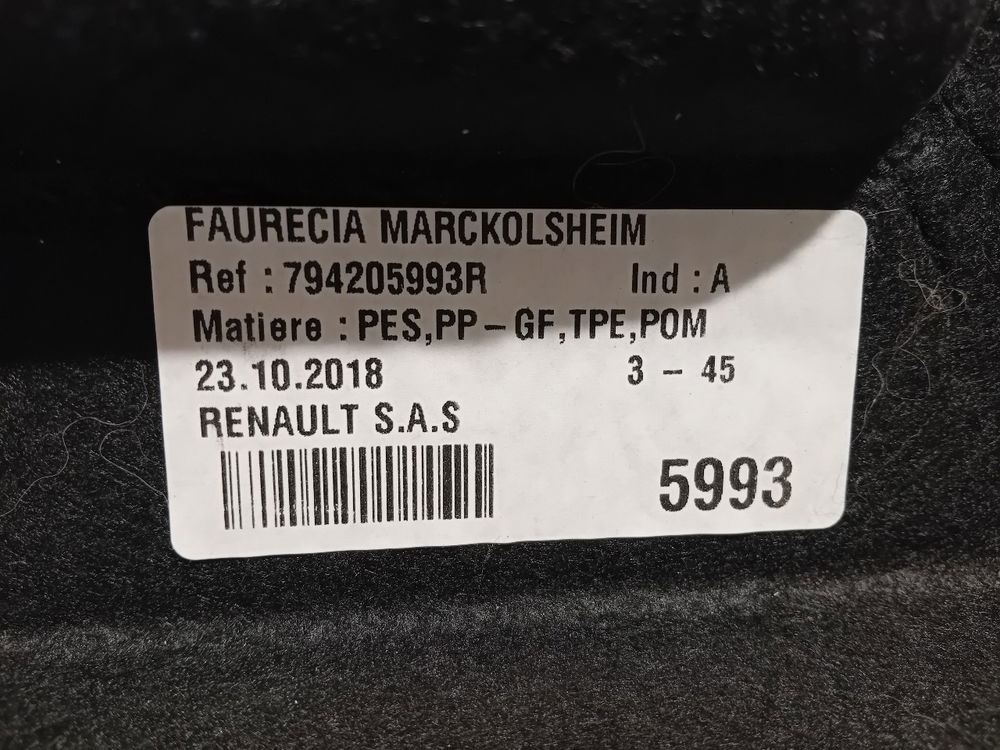 FAURECIA MARCKOLSHEIM
Ref : 794205993R Ind : A
Matiere : PES,PP-GF,TPE,POM
23.10.2018 3 - 45
RENAULT S.A.S
5993